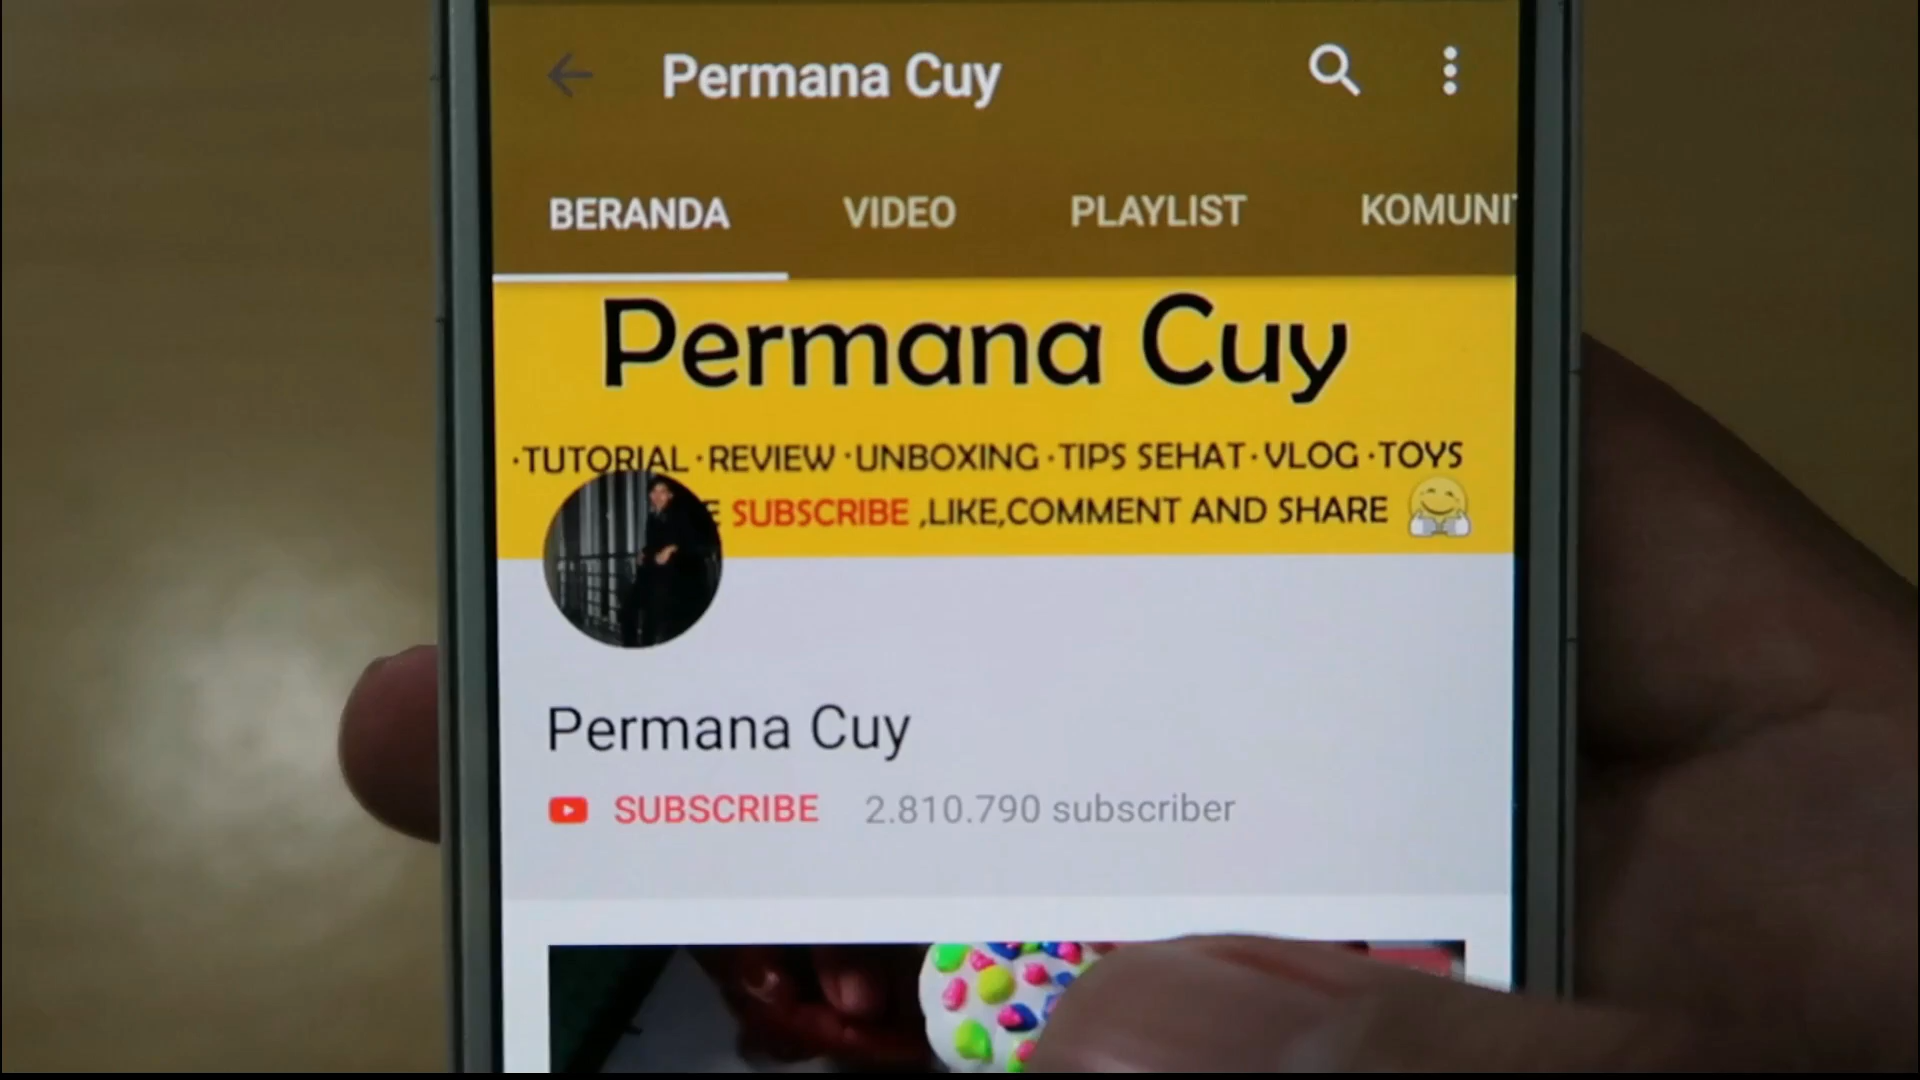 Permana Cuy
BERANDA VIDEO PLAYLIST KOMUNI
Permana Cuy
·TUTORIAL ·REVIEW ·UNBOXING ·TIPS SEHAT ·VLOG ·TOYS
SUBSCRIBE ,LIKE,COMMENT AND SHARE
Permana Cuy
SUBSCRIBE 2.810.790 subscriber